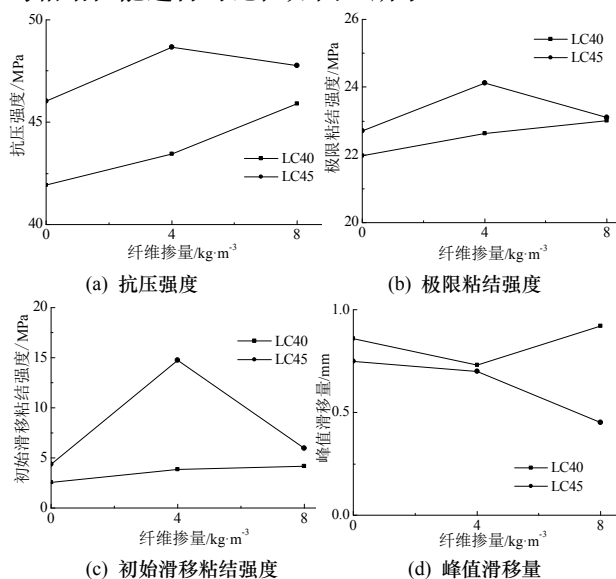 50
45
40
抗压强度/MPa
LC40
LC45
0
4
8
纤维掺量/kg·m-3
(a) 抗压强度
26
24
22
20
极限粘结强度/MPa
LC40
LC45
0
4
8
纤维掺量/kg·m-3
(b) 极限粘结强度
20
15
10
5
0
初始滑移粘结强度/MPa
LC40
LC45
0
4
8
纤维掺量/kg·m-3
(c) 初始滑移粘结强度
1.0
0.5
0.0
峰值滑移量/mm
LC40
LC45
0
4
8
纤维掺量/kg·m-3
(d) 峰值滑移量